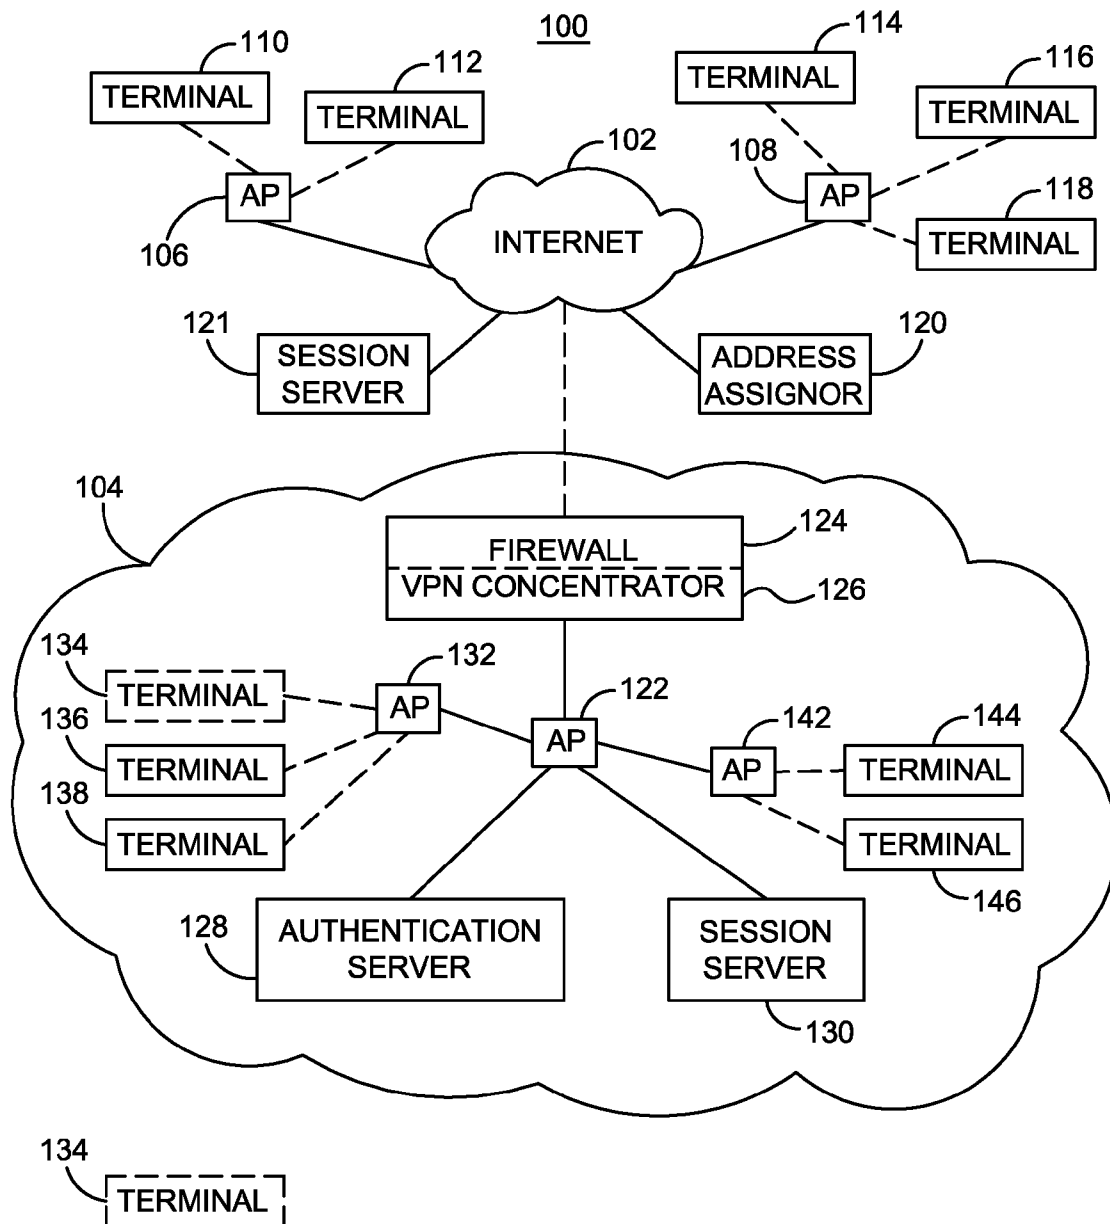 100
110
TERMINAL
112
TERMINAL
114
TERMINAL
116
TERMINAL
102
108
AP
AP
106
118
TERMINAL
INTERNET
121
SESSION
SERVER
120
ADDRESS
ASSIGNOR
104
124
FIREWALL
VPN CONCENTRATOR
126
134
TERMINAL
132
AP
122
AP
136
TERMINAL
142
AP
144
TERMINAL
138
TERMINAL
TERMINAL
146
128
AUTHENTICATION
SERVER
SESSION
SERVER
130
134
TERMINAL